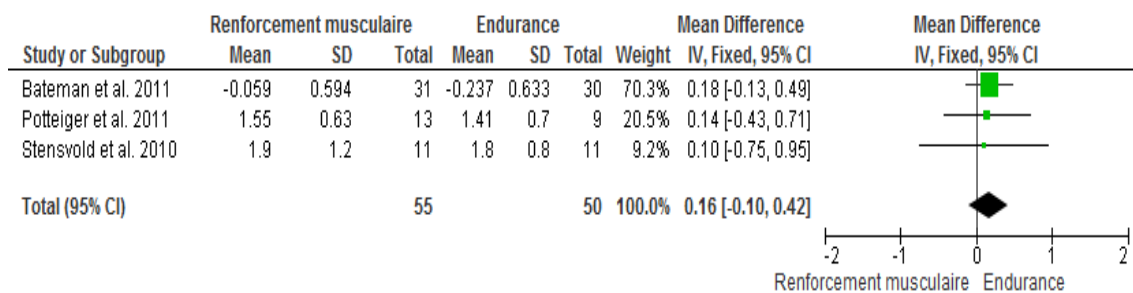 Renforcement musculaire Endurance Mean Difference Mean Difference
Study or Subgroup Mean SD Total Mean SD Total Weight IV, Fixed, 95% CI IV, Fixed, 95% CI
Bateman et al. 2011 -0.059 0.594 31 -0.237 0.633 30 70.3% 0.18 [-0.13, 0.49]
Potteiger et al. 2011 1.55 0.63 13 1.41 0.7 9 20.5% 0.14 [-0.43, 0.71]
Stensvold et al. 2010 1.9 1.2 11 1.8 0.8 11 9.2% 0.10 [-0.75, 0.95]
Total (95% CI) 55 50 100.0% 0.16 [-0.10, 0.42]
-2 -1 0 1 2
Renforcement musculaire Endurance